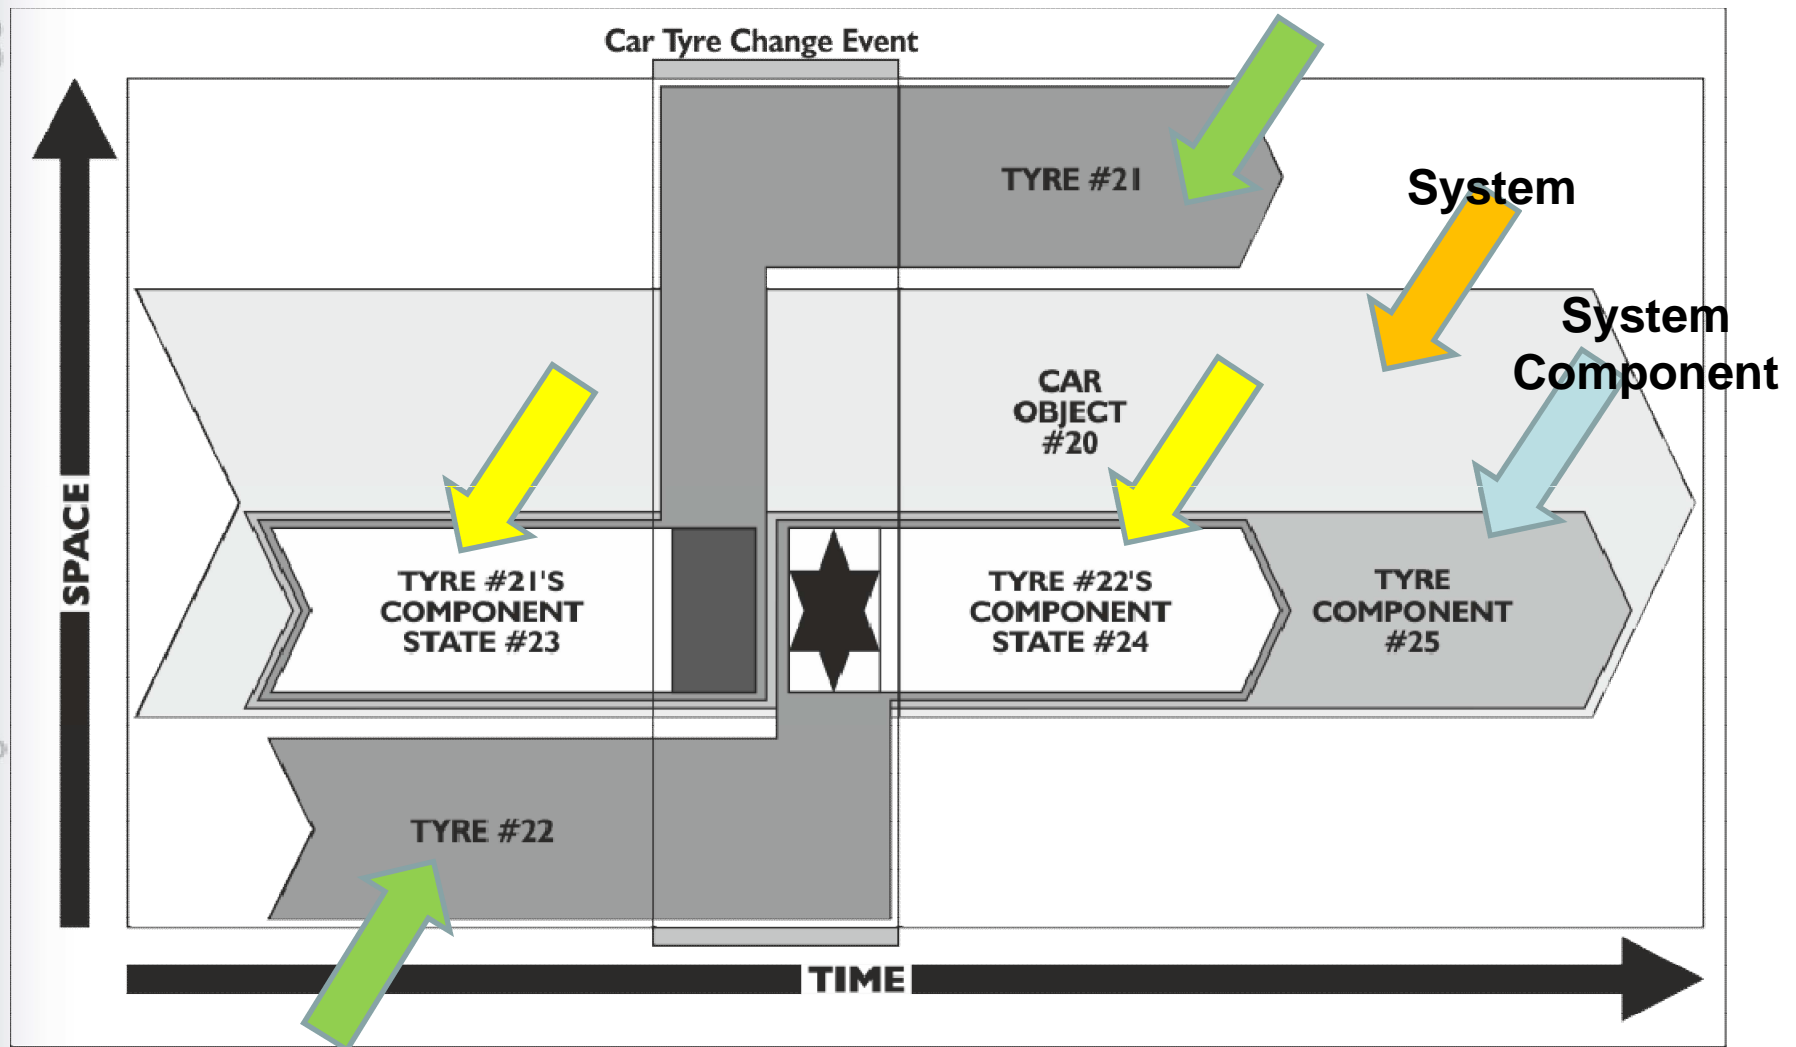 Car Tyre Change Event
TYRE #21
System
System
Component
CAR
OBJECT
#20
SPACE
TYRE #21'S
COMPONENT
STATE #23
TYRE #22'S
COMPONENT
STATE #24
TYRE
COMPONENT
#25
TYRE #22
TIME